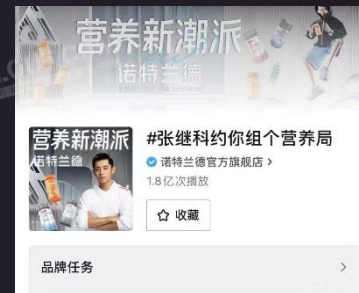 营养新潮派
诺特兰德
营养新潮派
诺特兰德
#张继科约你组个营养局
诺特兰德官方旗舰店 >
1.8亿次播放
☆ 收藏
品牌任务 >